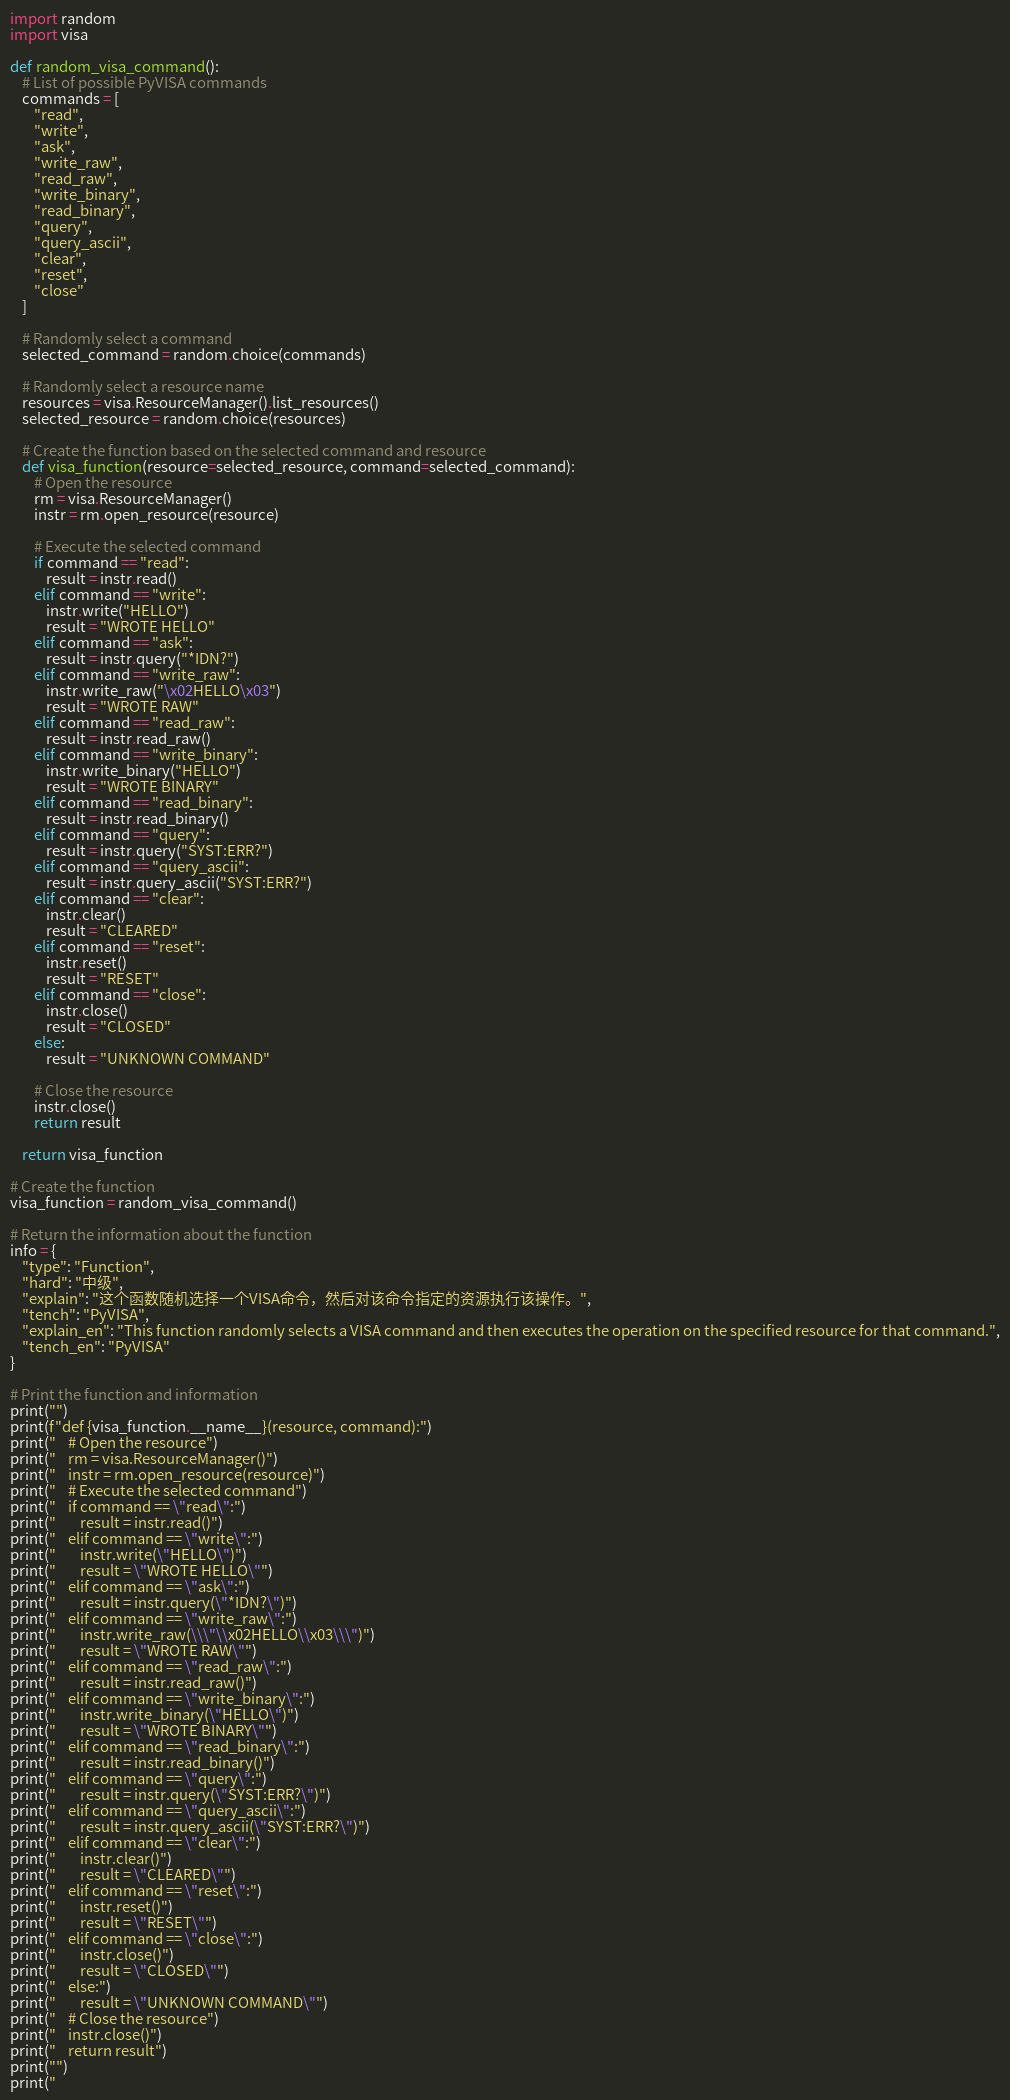 import random
import visa

def random_visa_command():
    # List of possible PyVISA commands
    commands = [
        "read",
        "write",
        "ask",
        "write_raw",
        "read_raw",
        "write_binary",
        "read_binary",
        "query",
        "query_ascii",
        "clear",
        "reset",
        "close"
    ]

    # Randomly select a command
    selected_command = random.choice(commands)

    # Randomly select a resource name
    resources = visa.ResourceManager().list_resources()
    selected_resource = random.choice(resources)

    # Create the function based on the selected command and resource
    def visa_function(resource=selected_resource, command=selected_command):
        # Open the resource
        rm = visa.ResourceManager()
        instr = rm.open_resource(resource)

        # Execute the selected command
        if command == "read":
            result = instr.read()
        elif command == "write":
            instr.write("HELLO")
            result = "WROTE HELLO"
        elif command == "ask":
            result = instr.query("*IDN?")
        elif command == "write_raw":
            instr.write_raw("\x02HELLO\x03")
            result = "WROTE RAW"
        elif command == "read_raw":
            result = instr.read_raw()
        elif command == "write_binary":
            instr.write_binary("HELLO")
            result = "WROTE BINARY"
        elif command == "read_binary":
            result = instr.read_binary()
        elif command == "query":
            result = instr.query("SYST:ERR?")
        elif command == "query_ascii":
            result = instr.query_ascii("SYST:ERR?")
        elif command == "clear":
            instr.clear()
            result = "CLEARED"
        elif command == "reset":
            instr.reset()
            result = "RESET"
        elif command == "close":
            instr.close()
            result = "CLOSED"
        else:
            result = "UNKNOWN COMMAND"

        # Close the resource
        instr.close()
        return result

    return visa_function

# Create the function
visa_function = random_visa_command()

# Return the information about the function
info = {
    "type": "Function",
    "hard": "中级",
    "explain": "这个函数随机选择一个VISA命令，然后对该命令指定的资源执行该操作。",
    "tench": "PyVISA",
    "explain_en": "This function randomly selects a VISA command and then executes the operation on the specified resource for that command.",
    "tench_en": "PyVISA"
}

# Print the function and information
print("")
print(f"def {visa_function.__name__}(resource, command):")
print("    # Open the resource")
print("    rm = visa.ResourceManager()")
print("    instr = rm.open_resource(resource)")
print("    # Execute the selected command")
print("    if command == \"read\":")
print("        result = instr.read()")
print("    elif command == \"write\":")
print("        instr.write(\"HELLO\")")
print("        result = \"WROTE HELLO\"")
print("    elif command == \"ask\":")
print("        result = instr.query(\"*IDN?\")")
print("    elif command == \"write_raw\":")
print("        instr.write_raw(\\\"\\x02HELLO\\x03\\\")")
print("        result = \"WROTE RAW\"")
print("    elif command == \"read_raw\":")
print("        result = instr.read_raw()")
print("    elif command == \"write_binary\":")
print("        instr.write_binary(\"HELLO\")")
print("        result = \"WROTE BINARY\"")
print("    elif command == \"read_binary\":")
print("        result = instr.read_binary()")
print("    elif command == \"query\":")
print("        result = instr.query(\"SYST:ERR?\")")
print("    elif command == \"query_ascii\":")
print("        result = instr.query_ascii(\"SYST:ERR?\")")
print("    elif command == \"clear\":")
print("        instr.clear()")
print("        result = \"CLEARED\"")
print("    elif command == \"reset\":")
print("        instr.reset()")
print("        result = \"RESET\"")
print("    elif command == \"close\":")
print("        instr.close()")
print("        result = \"CLOSED\"")
print("    else:")
print("        result = \"UNKNOWN COMMAND\"")
print("    # Close the resource")
print("    instr.close()")
print("    return result")
print("")
print("